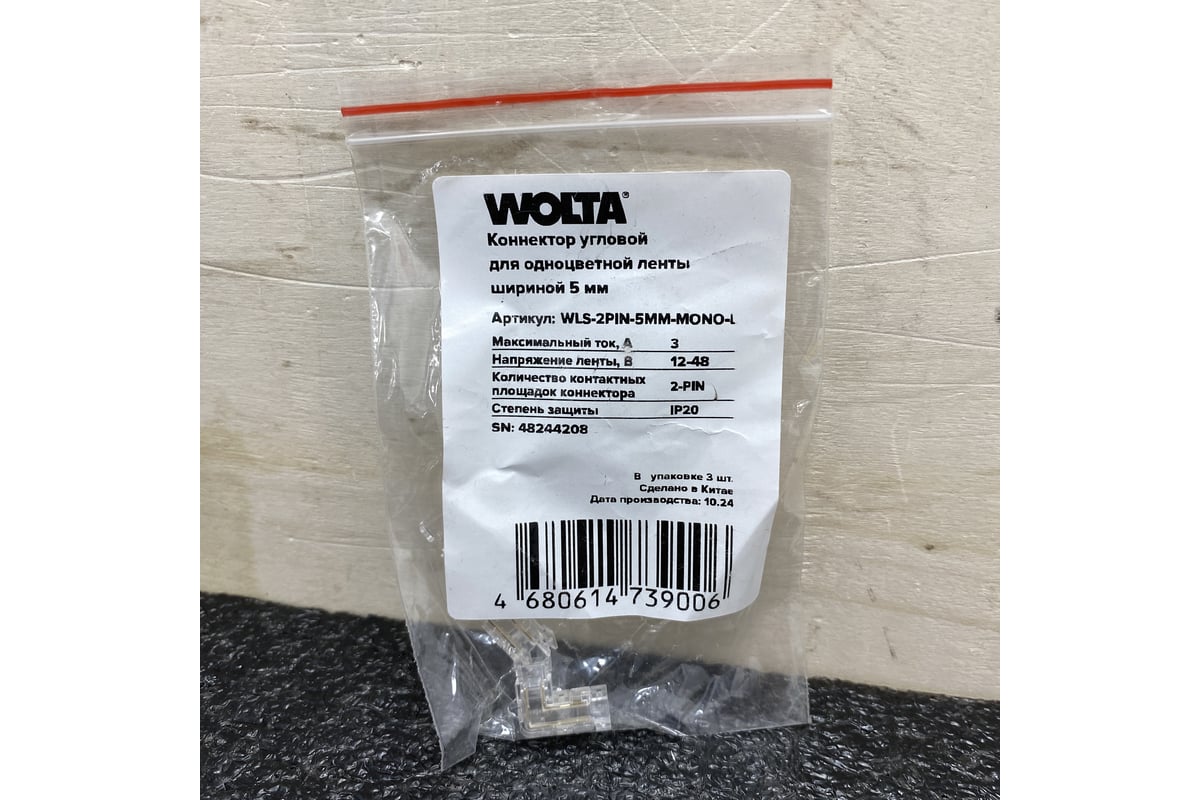 WOLTA®
Коннектор угловой
для одноцветной ленты
шириной 5 мм
Артикул: WLS-2PIN-5MM-MONO-L
Максимальный ток, А 3
Напряжение ленты, В 12-48
Количество контактных
площадок коннектора 2-PIN
Степень защиты IP20
SN: 48244208
В упаковке 3 шт.
Сделано в Китае
Дата производства: 10.24
4 680614 739006